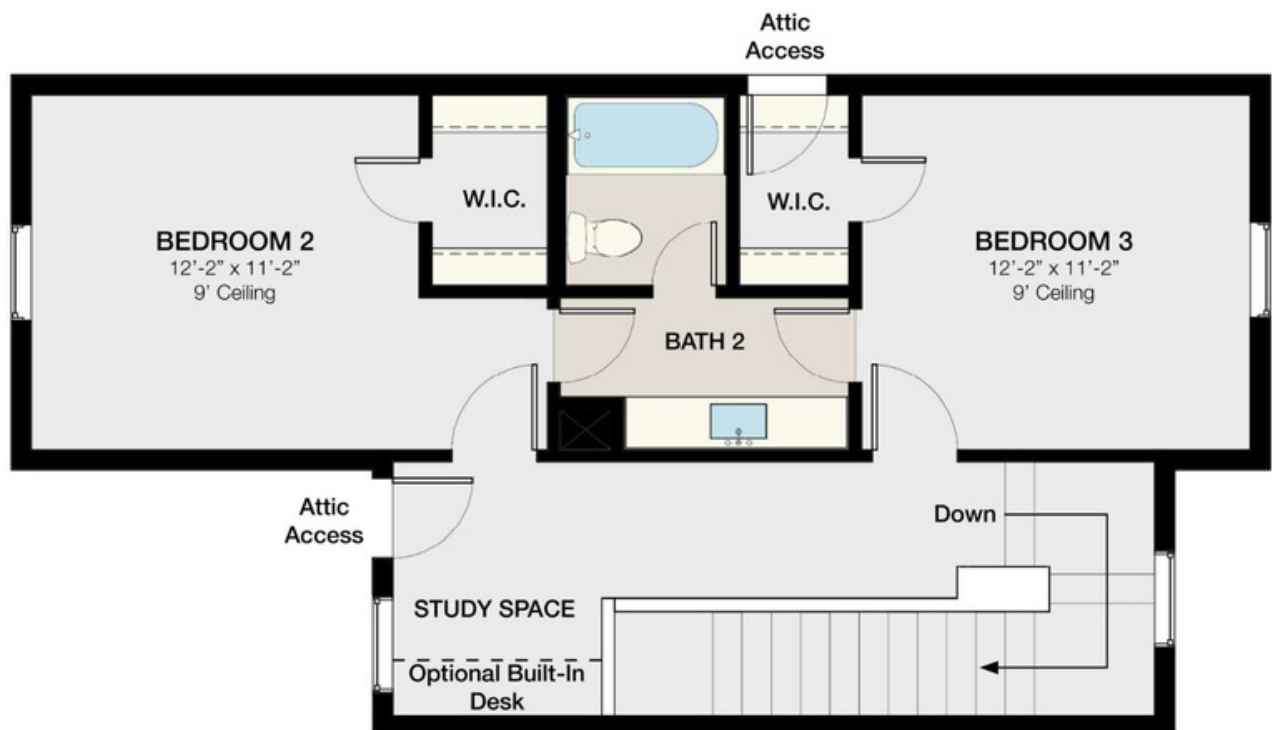 Attic
Access
W.I.C.
W.I.C.
BEDROOM 2
12’-2” x 11’-2”
9’ Ceiling
BEDROOM 3
12’-2” x 11’-2”
9’ Ceiling
BATH 2
Attic
Access
Down
STUDY SPACE
Optional Built-In
Desk